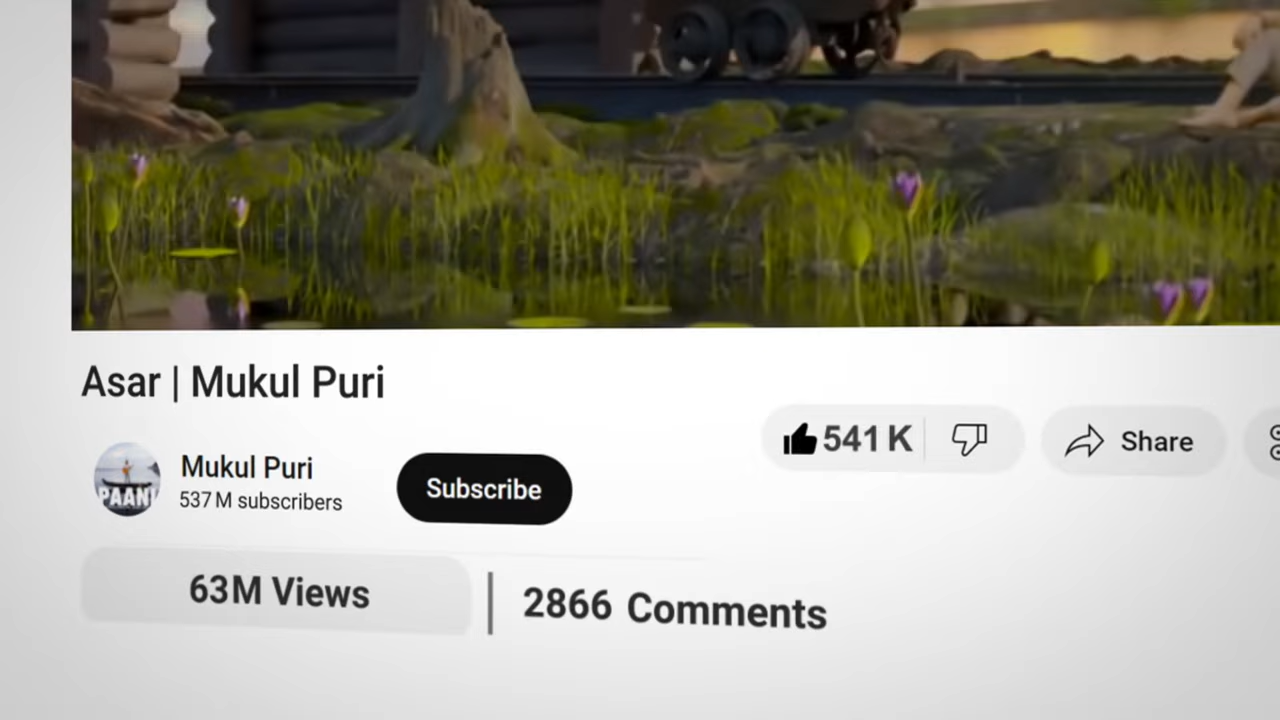 Asar | Mukul Puri
541 K
Share
PAANI
Mukul Puri
537 M subscribers
Subscribe
63M Views
2866 Comments